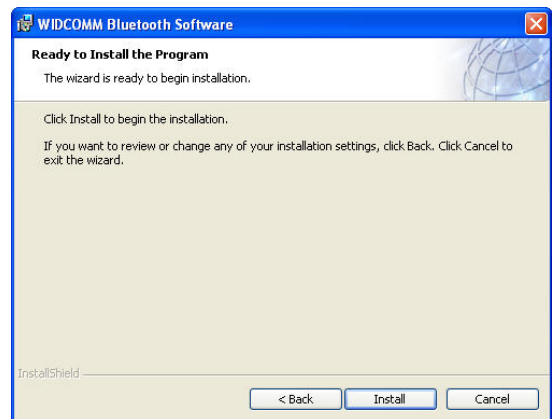 WIDCOMM Bluetooth Software
Ready to Install the Program
The wizard is ready to begin installation.
Click Install to begin the installation.
If you want to review or change any of your installation settings, click Back. Click Cancel to
exit the wizard.
InstallShield
< Back Install Cancel